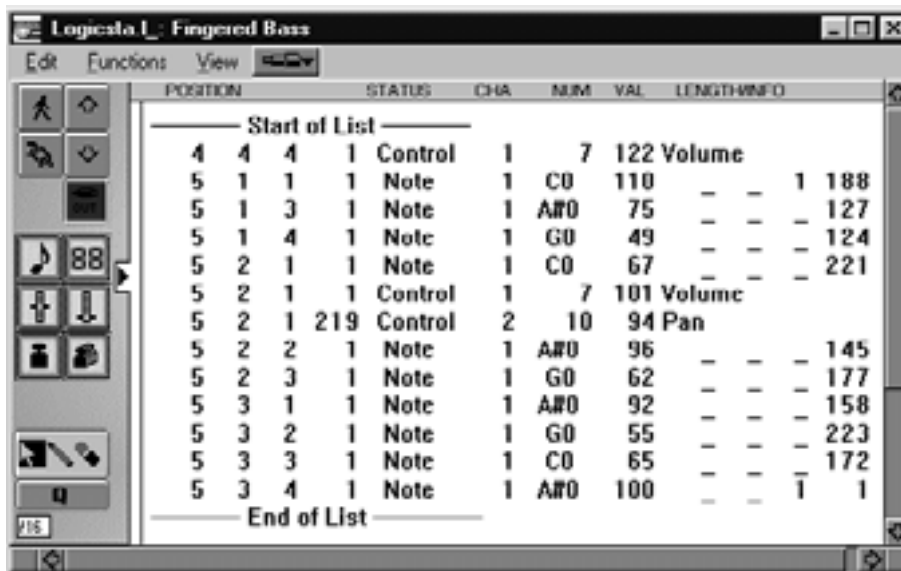 Logicsta.l_: Fingered Bass
Edit Functions View
POSITION STATUS CHA NUM VAL LENGTH/INFO
Start of List
4 4 4 1 Control 1 7 122 Volume
5 1 1 1 Note 1 C0 110 _ _ 1 188
5 1 3 1 Note 1 A#0 75 _ _ _ 127
5 1 4 1 Note 1 G0 49 _ _ _ 124
5 2 1 1 Note 1 C0 67 _ _ _ 221
5 2 1 1 Control 1 7 101 Volume
5 2 1 219 Control 2 10 94 Pan
5 2 2 1 Note 1 A#0 96 _ _ _ 145
5 2 3 1 Note 1 G0 62 _ _ _ 177
5 3 1 1 Note 1 A#0 92 _ _ _ 158
5 3 2 1 Note 1 G0 55 _ _ _ 223
5 3 3 1 Note 1 C0 65 _ _ _ 172
5 3 4 1 Note 1 A#0 100 _ _ 1 1
End of List
OUT
88
Q
/16